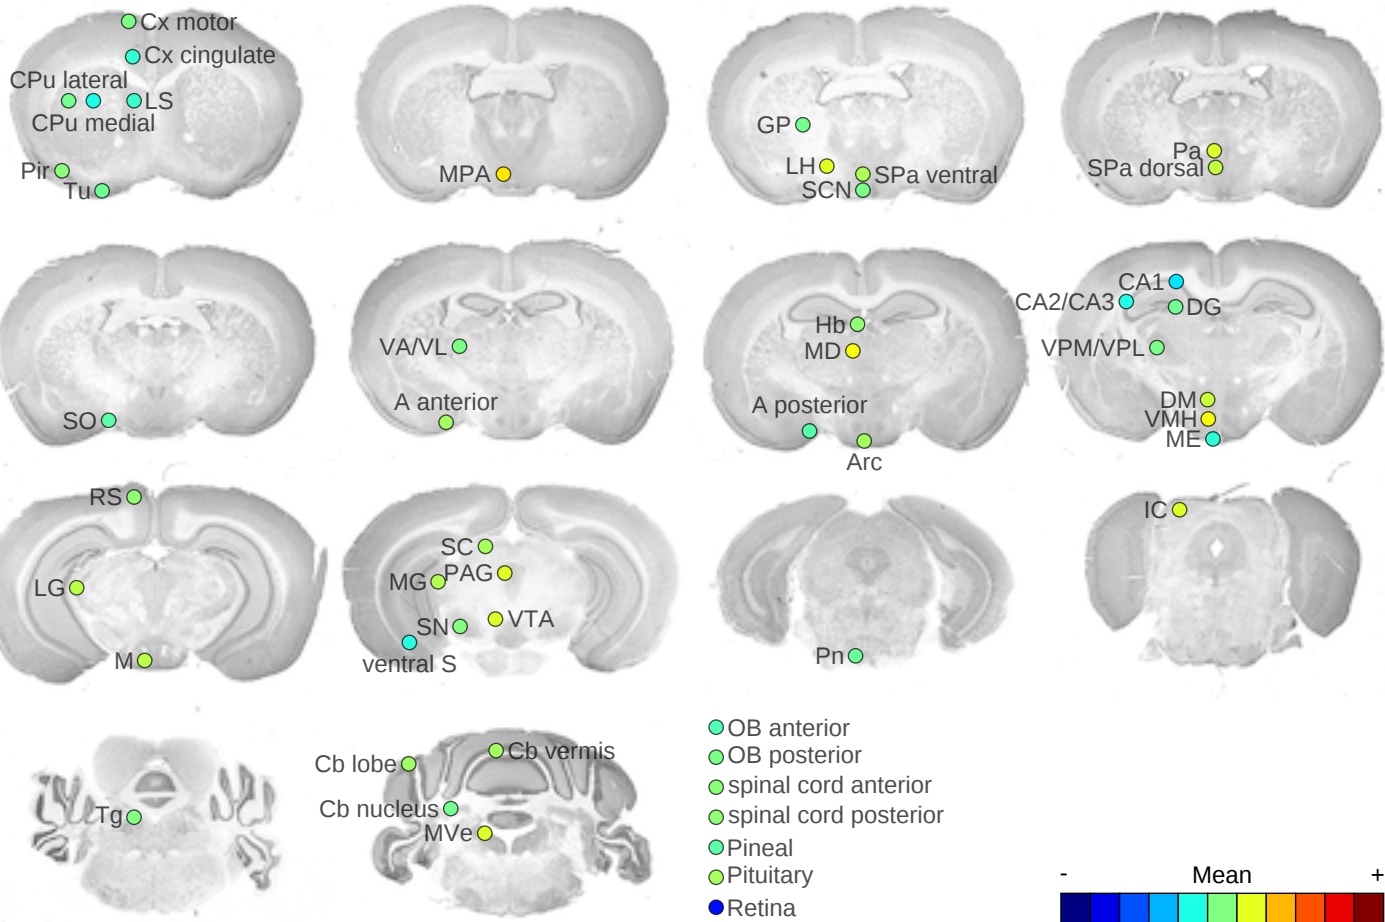 Cx motor
Cx cingulate
CPu lateral
LS
CPu medial
Pir
Tu
MPA
GP
LH
SPa ventral
SCN
Pa
SPa dorsal
SO
VA/VL
A anterior
Hb
MD
A posterior
Arc
CA1
CA2/CA3
DG
VPM/VPL
DM
VMH
ME
RS
LG
M
SC
MG
PAG
SN
VTA
ventral S
Pn
IC
Tg
Cb lobe
Cb vermis
Cb nucleus
MVe
OB anterior
OB posterior
spinal cord anterior
spinal cord posterior
Pineal
Pituitary
Retina
- Mean +